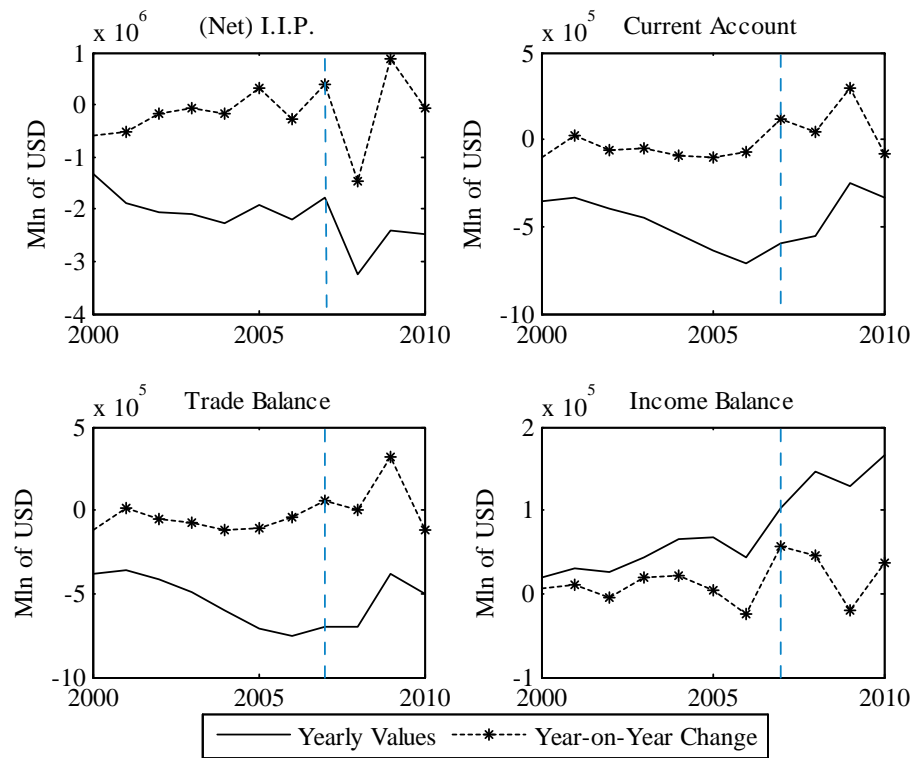 x 10^6
(Net) I.I.P.
Mln of USD
1
0
-1
-2
-3
-4
2000
2005
2010
x 10^5
Current Account
Mln of USD
5
0
-5
-10
2000
2005
2010
x 10^5
Trade Balance
Mln of USD
5
0
-5
-10
2000
2005
2010
x 10^5
Income Balance
Mln of USD
2
1
0
-1
2000
2005
2010
Yearly Values
Year-on-Year Change